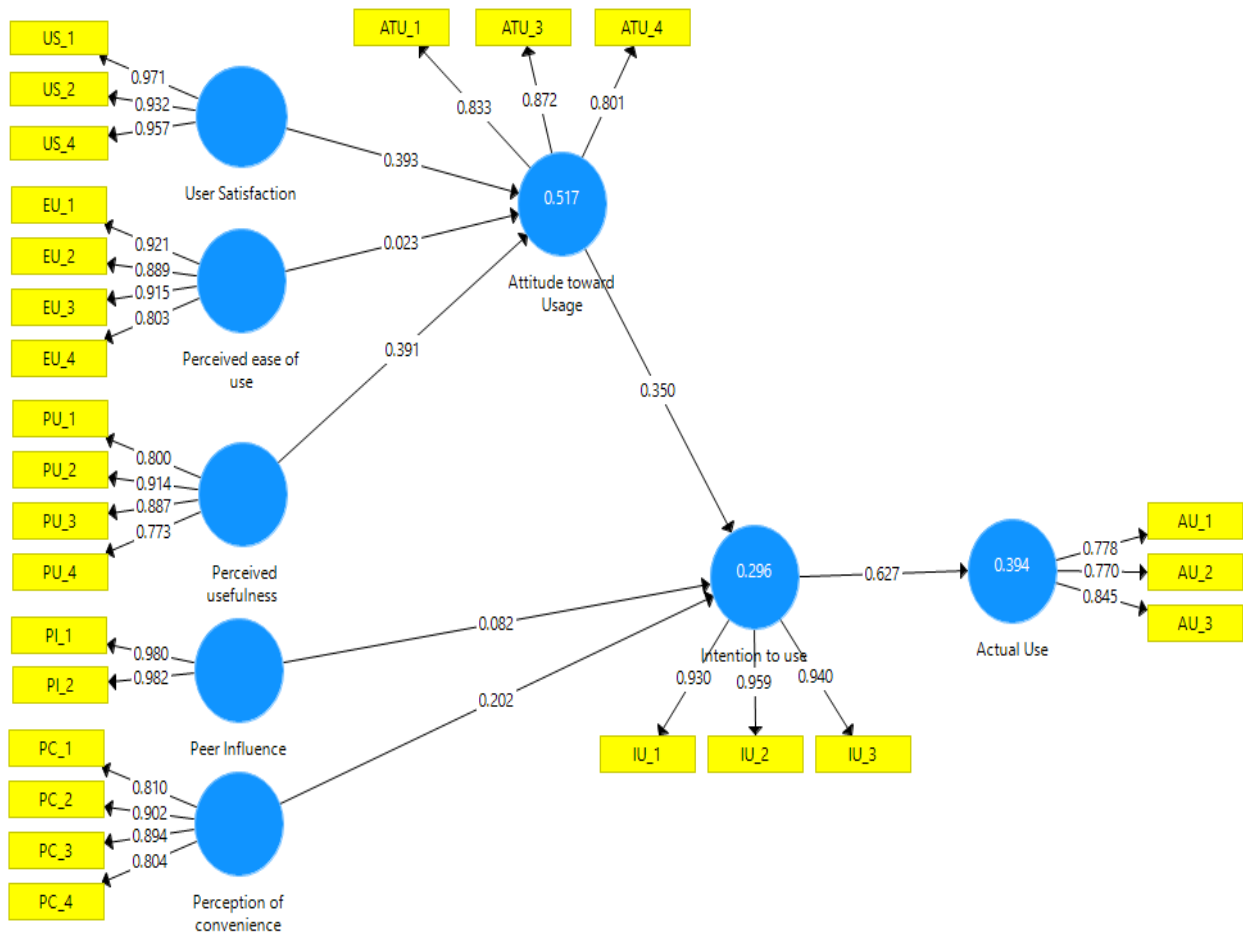 US_1
US_2
US_4
0.971
0.932
0.957
User Satisfaction
EU_1
EU_2
EU_3
EU_4
0.921
0.889
0.915
0.803
Perceived ease of
use
PU_1
PU_2
PU_3
PU_4
0.800
0.914
0.887
0.773
Perceived
usefulness
PI_1
PI_2
0.980
0.982
Peer Influence
PC_1
PC_2
PC_3
PC_4
0.810
0.902
0.894
0.804
Perception of
convenience
0.393
0.023
0.391
0.082
0.202
ATU_1
ATU_3
ATU_4
0.833
0.872
0.801
0.517
Attitude toward
Usage
0.350
0.296
Intention to use
0.930
0.959
0.940
IU_1
IU_2
IU_3
0.627
0.394
Actual Use
0.778
0.770
0.845
AU_1
AU_2
AU_3